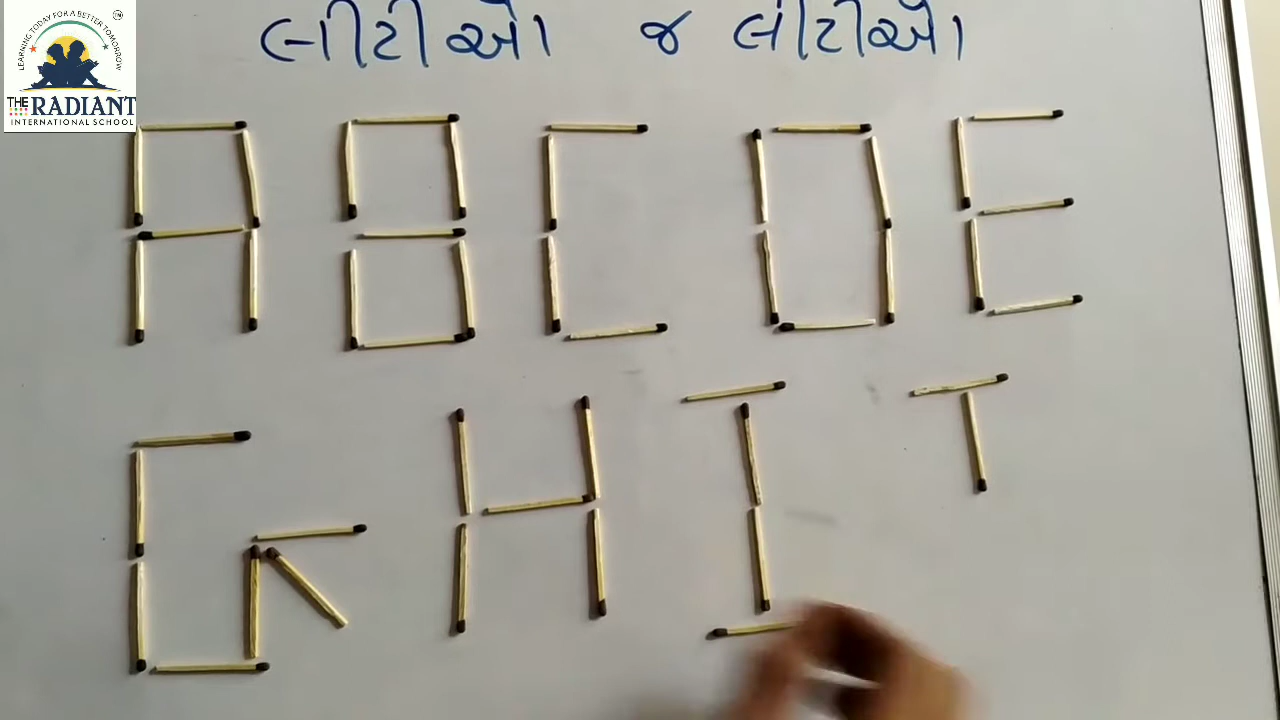 લીટીઓ જ લીટીઓ
LEARNING TODAY FOR A BETTER TOMORROW
THE RADIANT
INTERNATIONAL SCHOOL
A B C D E
G H I T